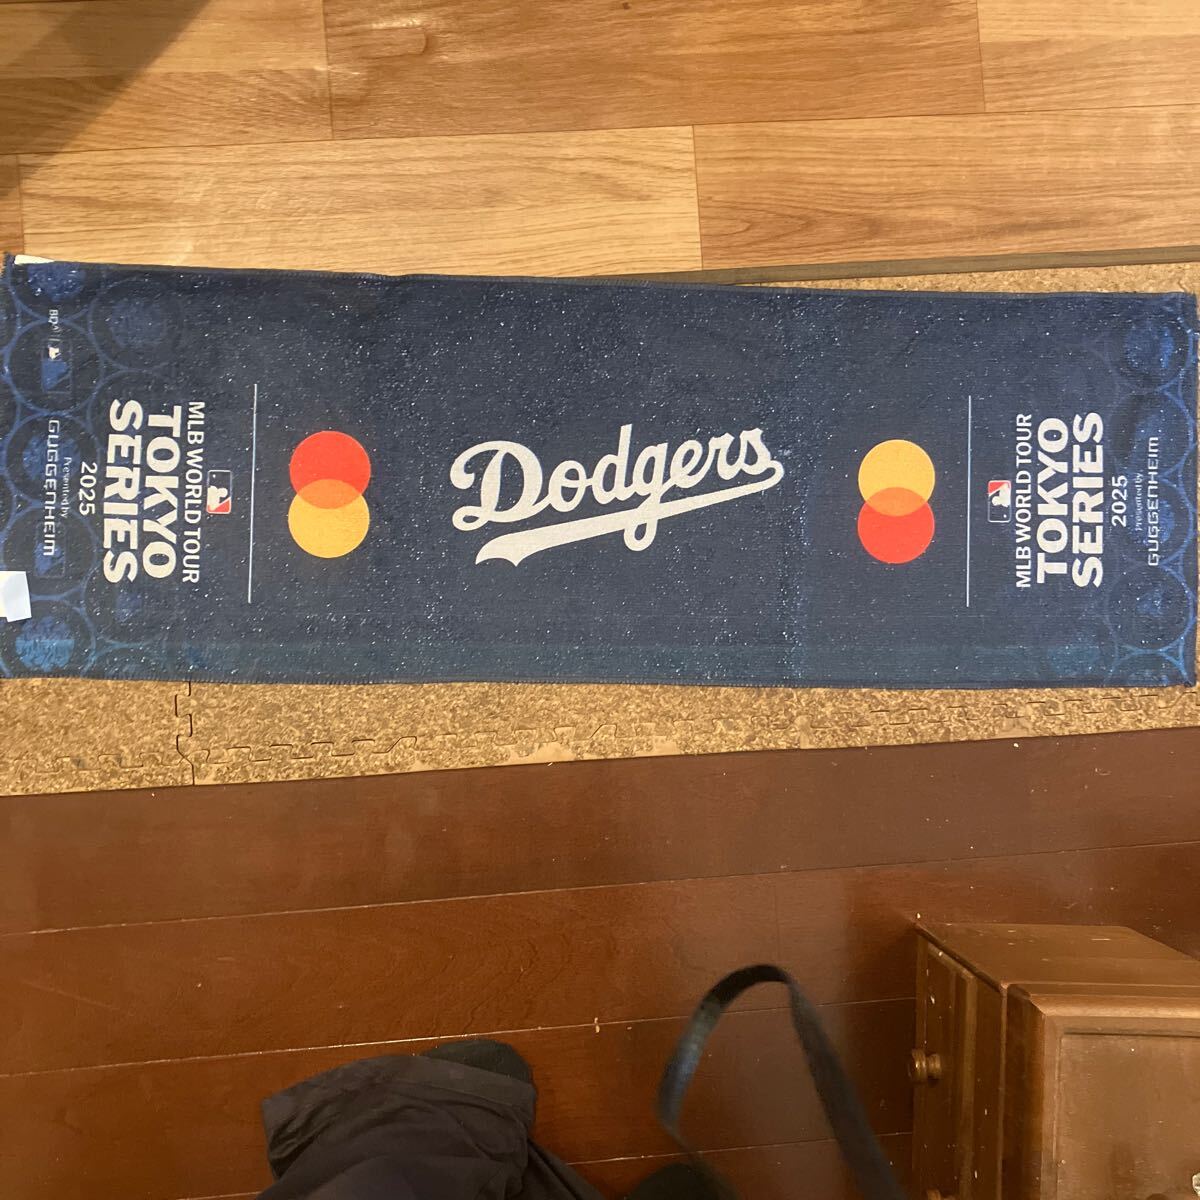 MLB WORLD TOUR
TOKYO
SERIES
2025
Presented by
GUGGENHEIM
Dodgers
MLB WORLD TOUR
TOKYO
SERIES
2025
Presented by
GUGGENHEIM